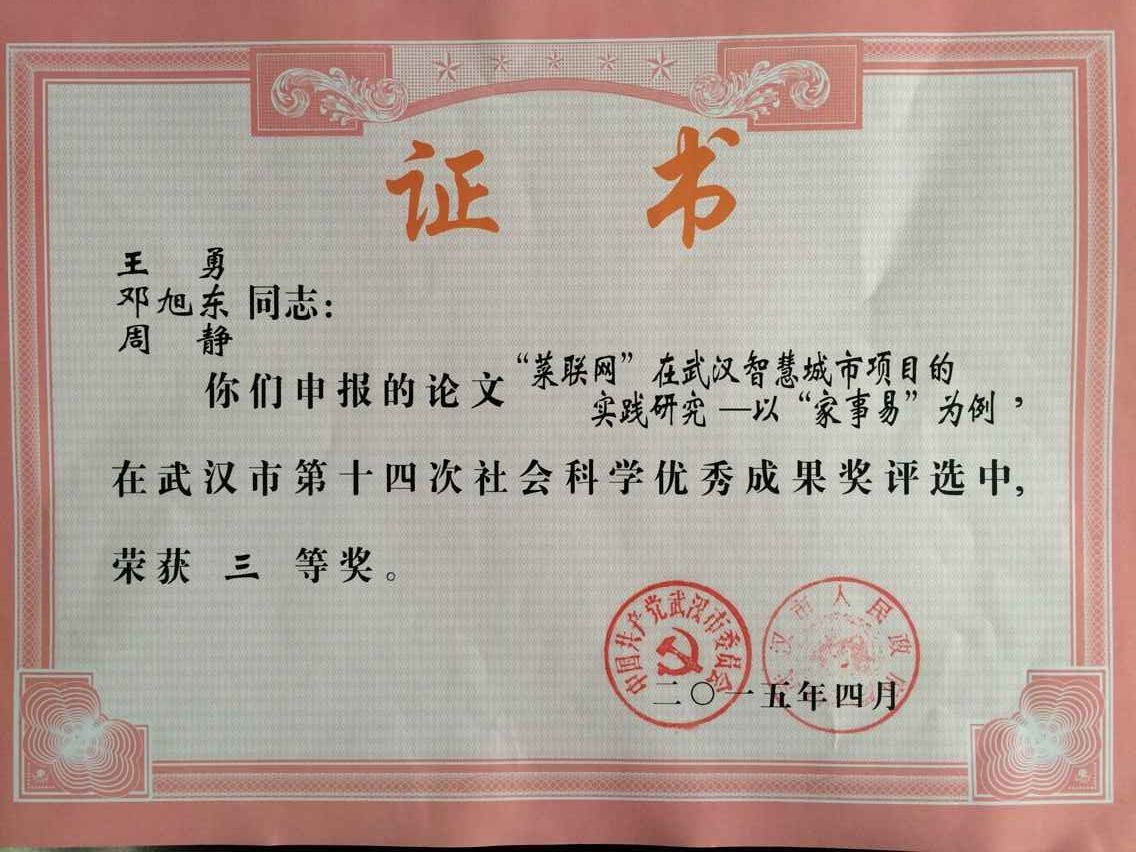 证书
王勇
邓旭东同志:
周静
你们申报的论文“菜联网”在武汉智慧城市项目的
实践研究—以“家事易”为例,
在武汉市第十四次社会科学优秀成果奖评选中,
荣获三等奖。
中国共产党武汉市委员会
武汉市人民政府
二〇一五年四月